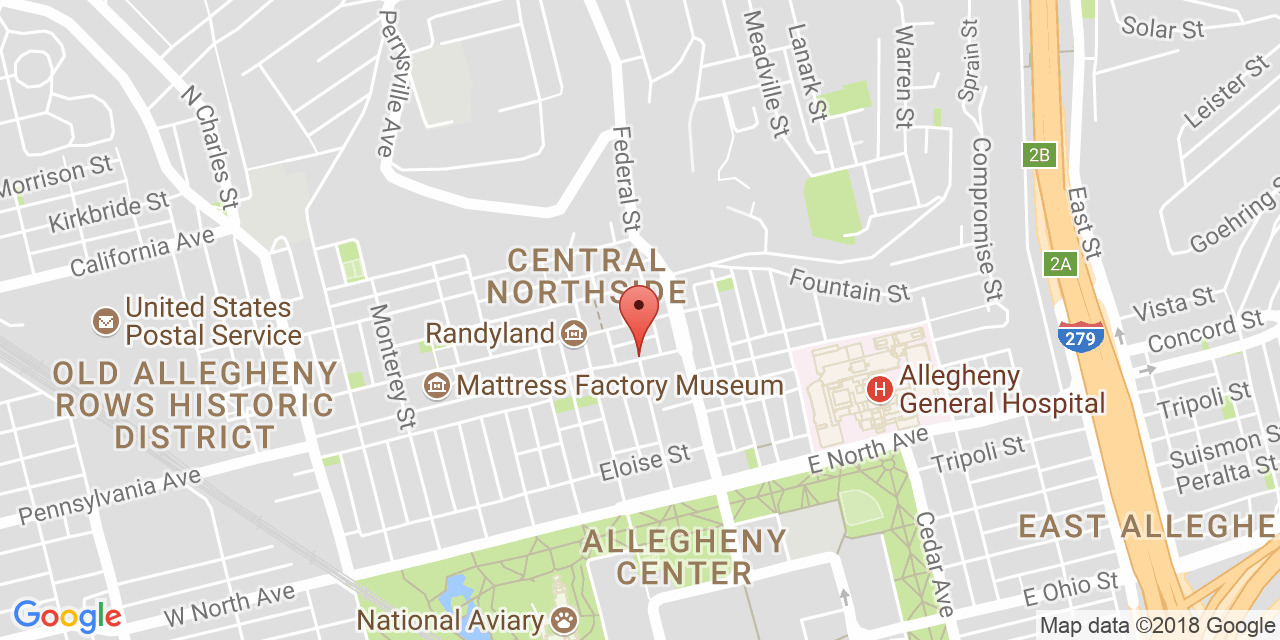 Solar St
Leister St
Perrysville Ave
Meadville St
Lanark St
Warren St
Sprain St
N Charles St
Federal St
2B
Compromise St
East St
Morrison St
Kirkbride St
California Ave
CENTRAL
NORTHSIDE
2A
Fountain St
United States
Postal Service
Randyland
Monterey St
279
Vista St
Concord St
OLD ALLEGHENY
ROWS HISTORIC
DISTRICT
Mattress Factory Museum
H
Allegheny
General Hospital
Tripoli St
Eloise St
E North Ave
Tripoli St
Suismon St
Peralta St
Pennsylvania Ave
ALLEGHENY
CENTER
Cedar Ave
EAST ALLEGHE
W North Ave
E Ohio St
National Aviary
Google
Map data ©2018 Google